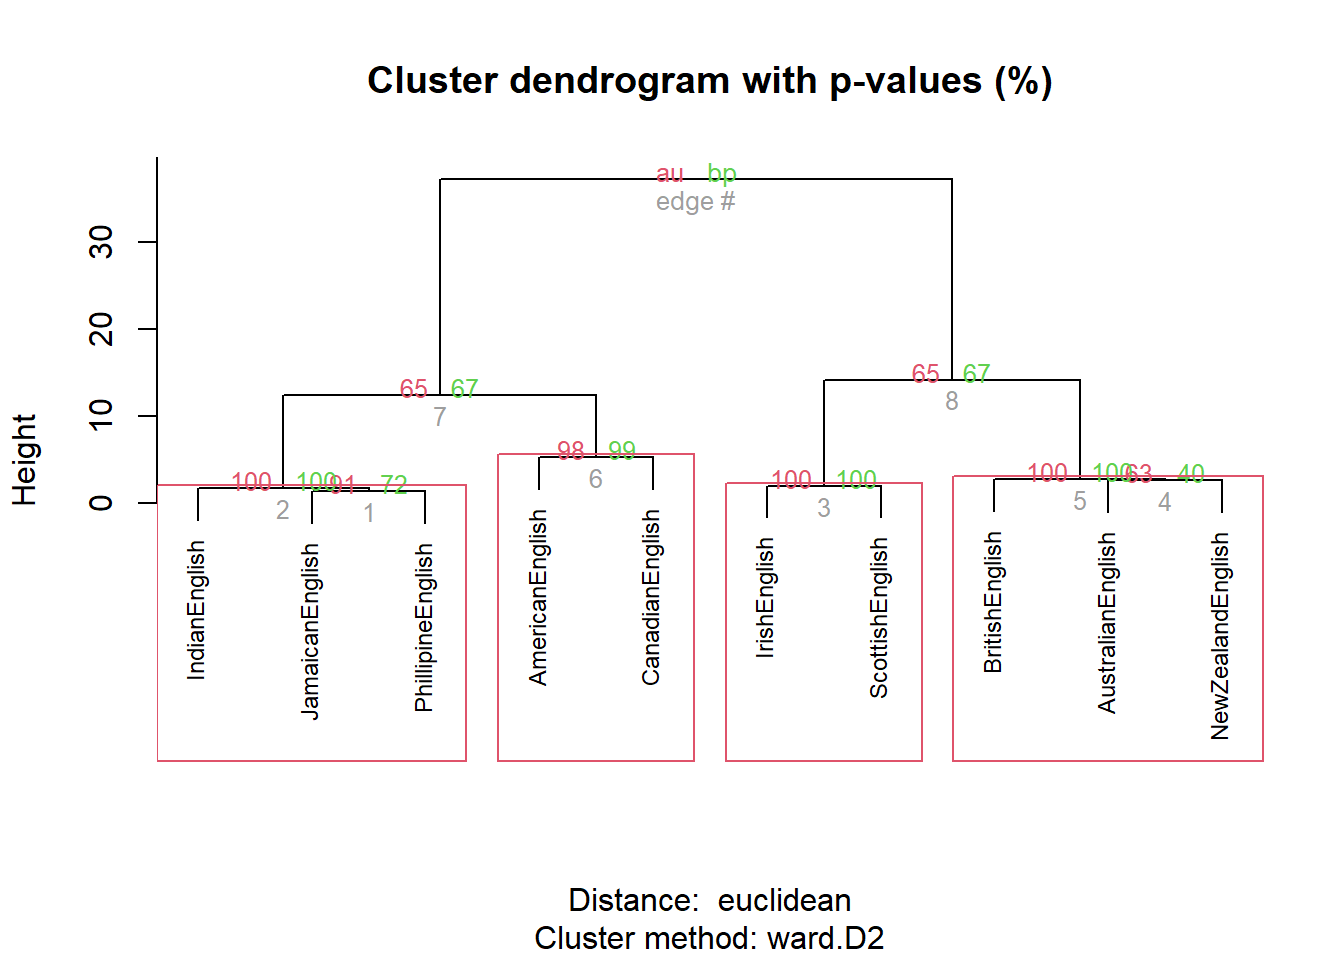 Cluster dendrogram with p-values (%)
au bp
edge #
Height
30
20
10
0
65 67
7
65 67
8
98 99
6
100 100
2
91 72
1
100 100
3
100 100
5
63 40
4
IndianEnglish
JamaicanEnglish
PhillipineEnglish
AmericanEnglish
CanadianEnglish
IrishEnglish
ScottishEnglish
BritishEnglish
AustralianEnglish
NewZealandEnglish
Distance: euclidean
Cluster method: ward.D2